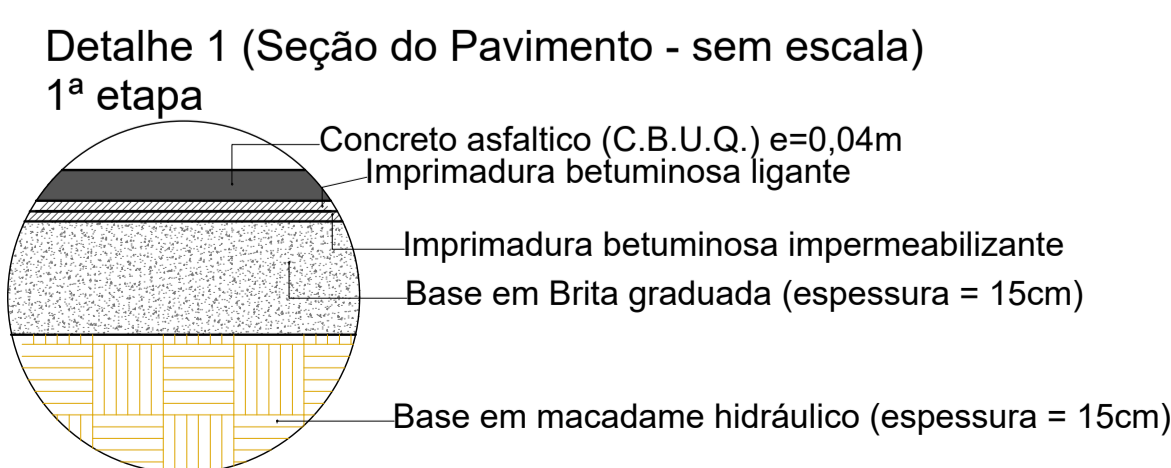 Detalhe 1 (Seção do Pavimento - sem escala)
1ª etapa
Concreto asfaltico (C.B.U.Q.) e=0,04m
Imprimadura betuminosa ligante
Imprimadura betuminosa impermeabilizante
Base em Brita graduada (espessura = 15cm)
Base em macadame hidráulico (espessura = 15cm)